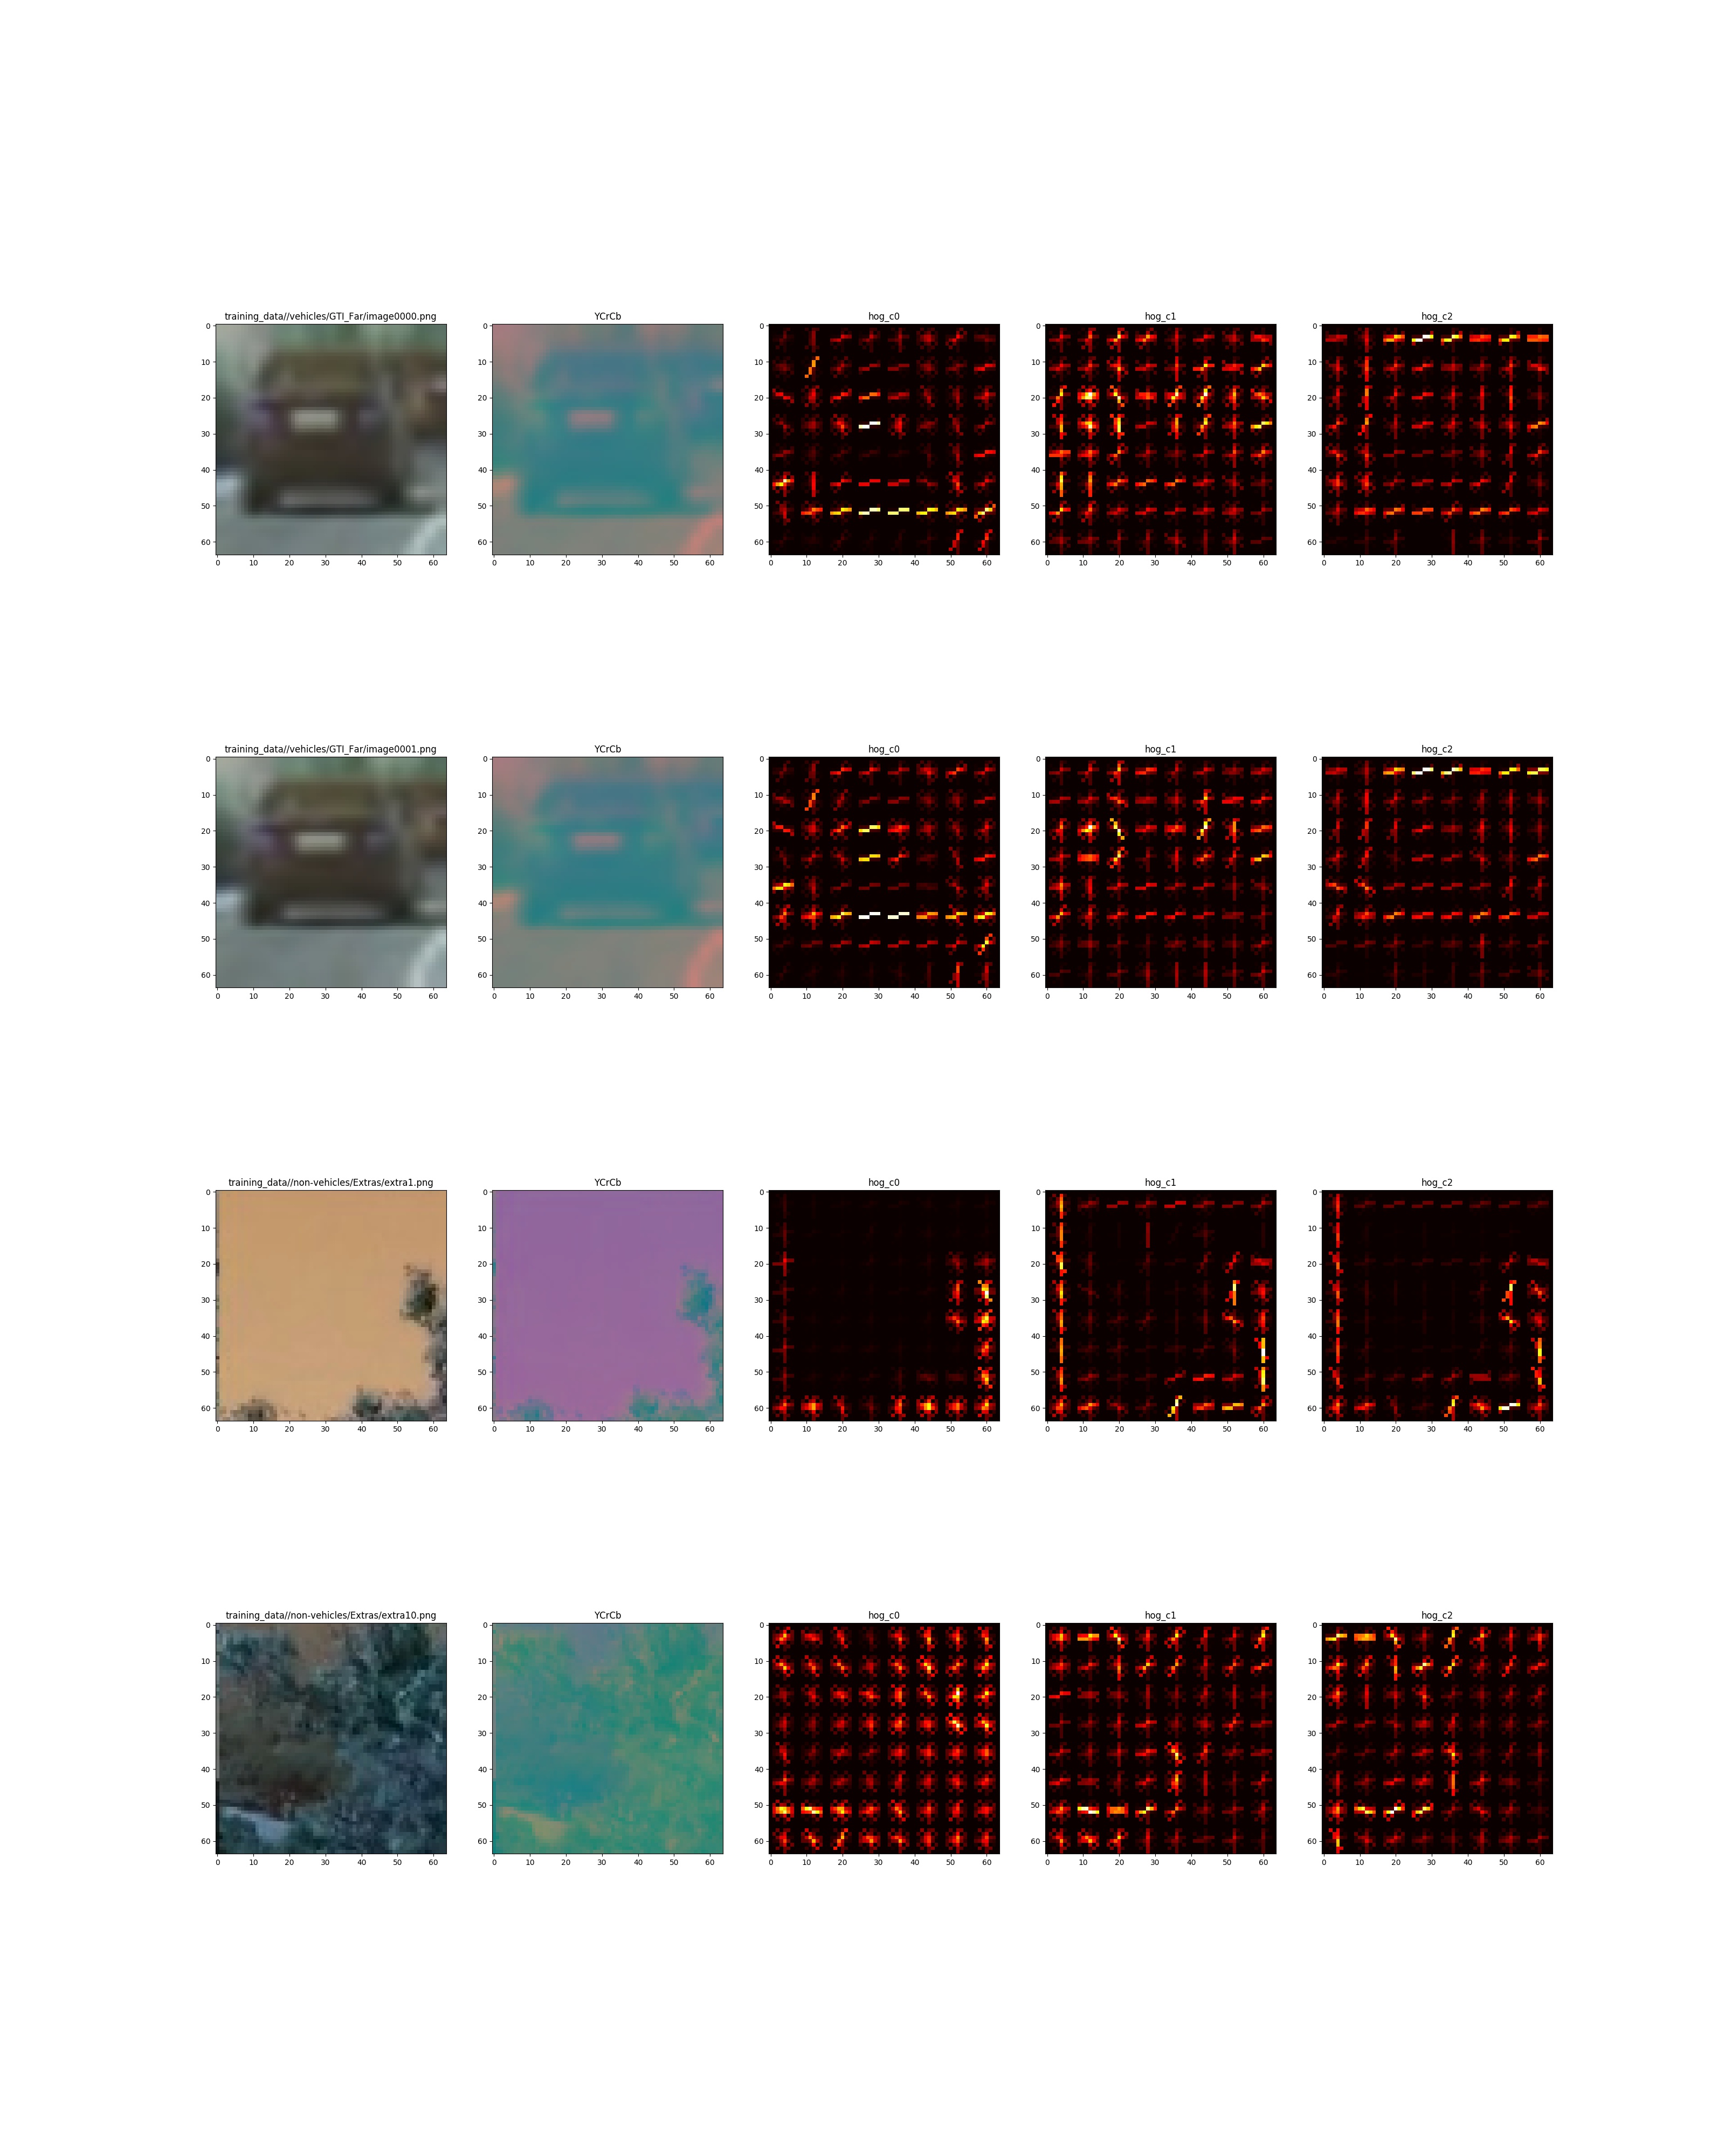 training_data//vehicles/GTI_Far/image0000.png YCrCb hog_c0 hog_c1 hog_c2
0 0 0 0 0
10 10 10 10 10
20 20 20 20 20
30 30 30 30 30
40 40 40 40 40
50 50 50 50 50
60 60 60 60 60
0 10 20 30 40 50 60 0 10 20 30 40 50 60 0 10 20 30 40 50 60 0 10 20 30 40 50 60 0 10 20 30 40 50 60
training_data//vehicles/GTI_Far/image0001.png YCrCb hog_c0 hog_c1 hog_c2
0 0 0 0 0
10 10 10 10 10
20 20 20 20 20
30 30 30 30 30
40 40 40 40 40
50 50 50 50 50
60 60 60 60 60
0 10 20 30 40 50 60 0 10 20 30 40 50 60 0 10 20 30 40 50 60 0 10 20 30 40 50 60 0 10 20 30 40 50 60
training_data//non-vehicles/Extras/extra1.png YCrCb hog_c0 hog_c1 hog_c2
0 0 0 0 0
10 10 10 10 10
20 20 20 20 20
30 30 30 30 30
40 40 40 40 40
50 50 50 50 50
60 60 60 60 60
0 10 20 30 40 50 60 0 10 20 30 40 50 60 0 10 20 30 40 50 60 0 10 20 30 40 50 60 0 10 20 30 40 50 60
training_data//non-vehicles/Extras/extra10.png YCrCb hog_c0 hog_c1 hog_c2
0 0 0 0 0
10 10 10 10 10
20 20 20 20 20
30 30 30 30 30
40 40 40 40 40
50 50 50 50 50
60 60 60 60 60
0 10 20 30 40 50 60 0 10 20 30 40 50 60 0 10 20 30 40 50 60 0 10 20 30 40 50 60 0 10 20 30 40 50 60